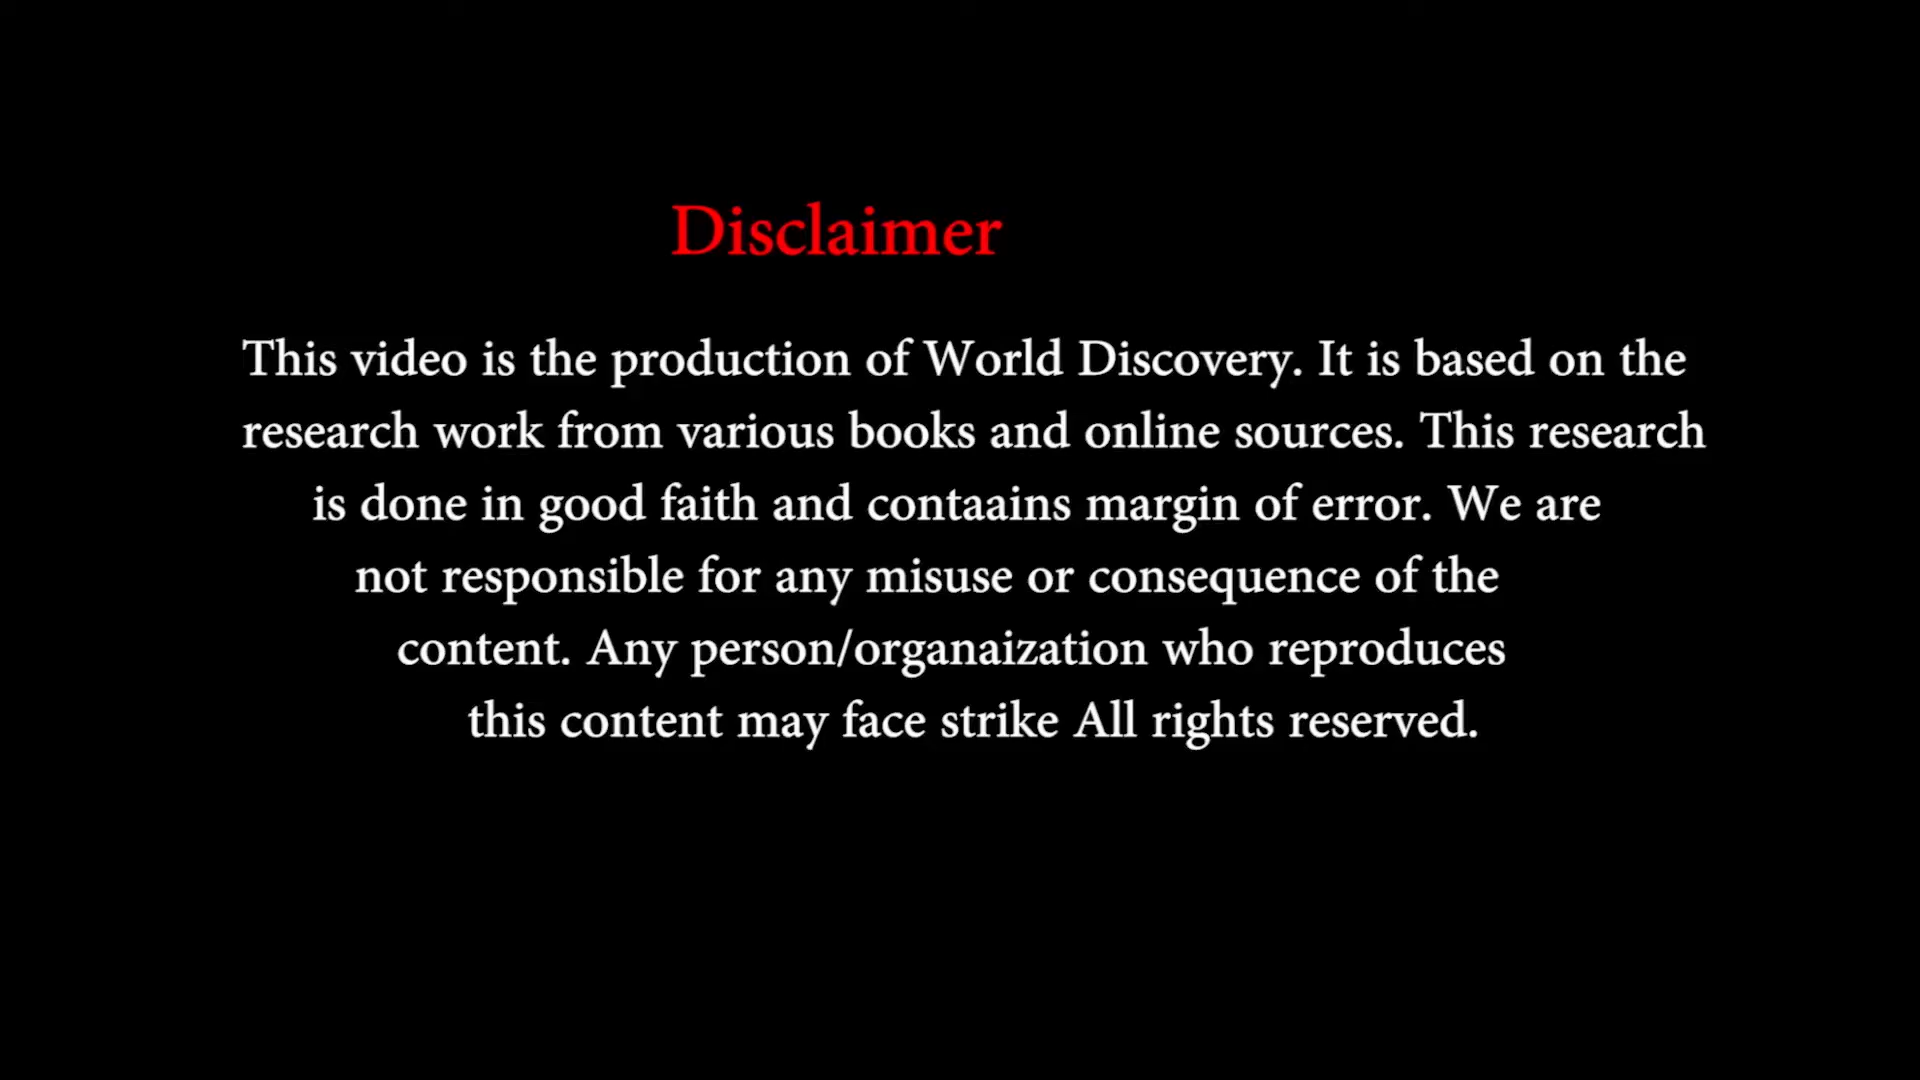 Disclaimer
This video is the production of World Discovery. It is based on the
research work from various books and online sources. This research
is done in good faith and contaains margin of error. We are
not responsible for any misuse or consequence of the
content. Any person/organaization who reproduces
this content may face strike All rights reserved.